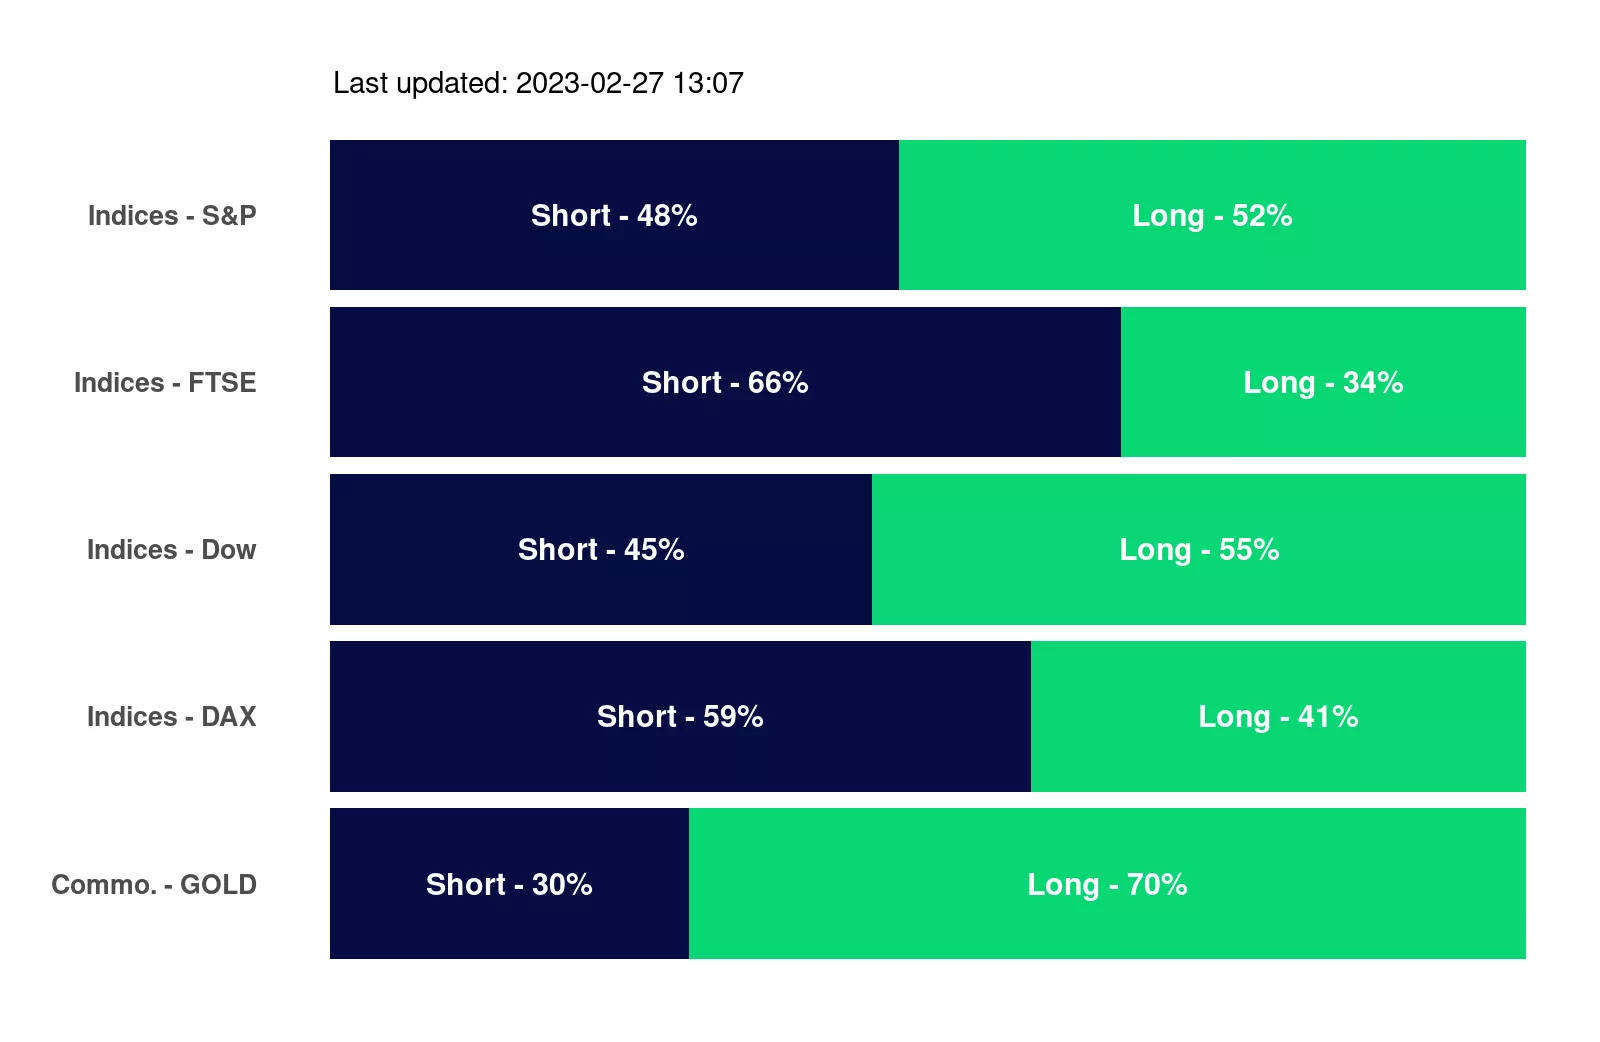 Last updated: 2023-02-27 13:07
Indices - S&P Short - 48% Long - 52%
Indices - FTSE Short - 66% Long - 34%
Indices - Dow Short - 45% Long - 55%
Indices - DAX Short - 59% Long - 41%
Commo. - GOLD Short - 30% Long - 70%